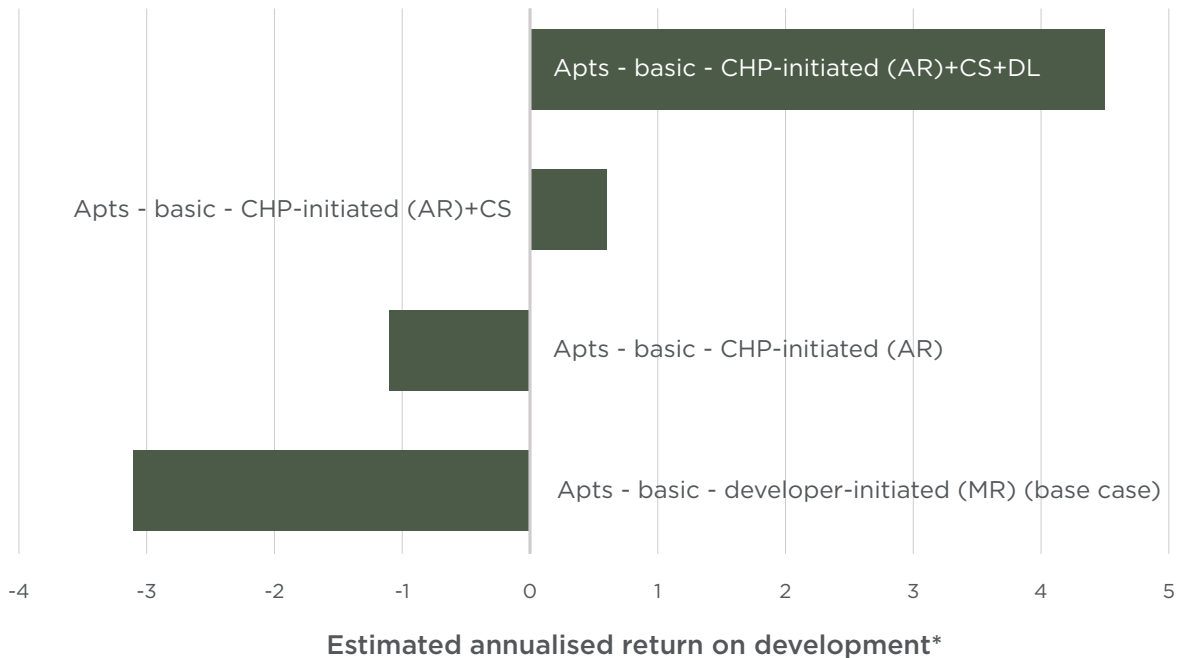 Apts - basic - CHP-initiated (AR)+CS+DL
Apts - basic - CHP-initiated (AR)+CS
Apts - basic - CHP-initiated (AR)
Apts - basic - developer-initiated (MR) (base case)
-4 -3 -2 -1 0 1 2 3 4 5
Estimated annualised return on development*